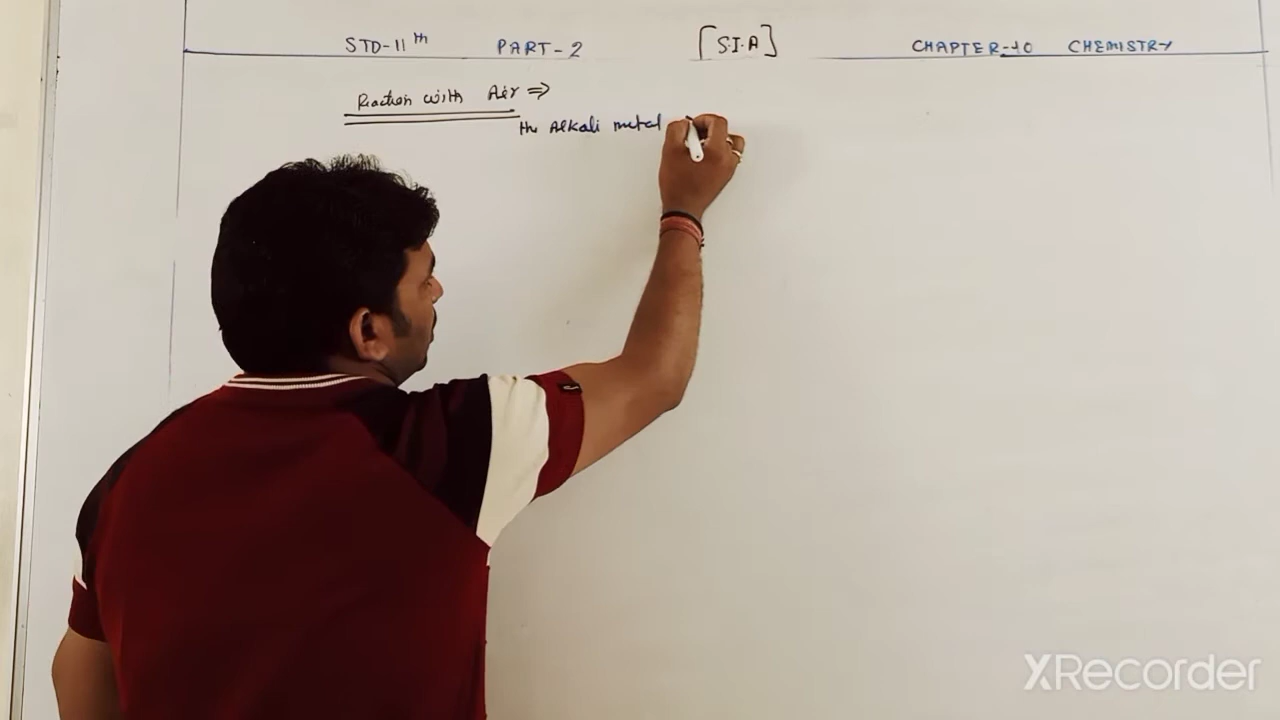 STD-11th PART-2 [S.I.A] CHAPTER-10 CHEMISTRY
Reaction with Air ⇒
the Alkali metal
XRecorder